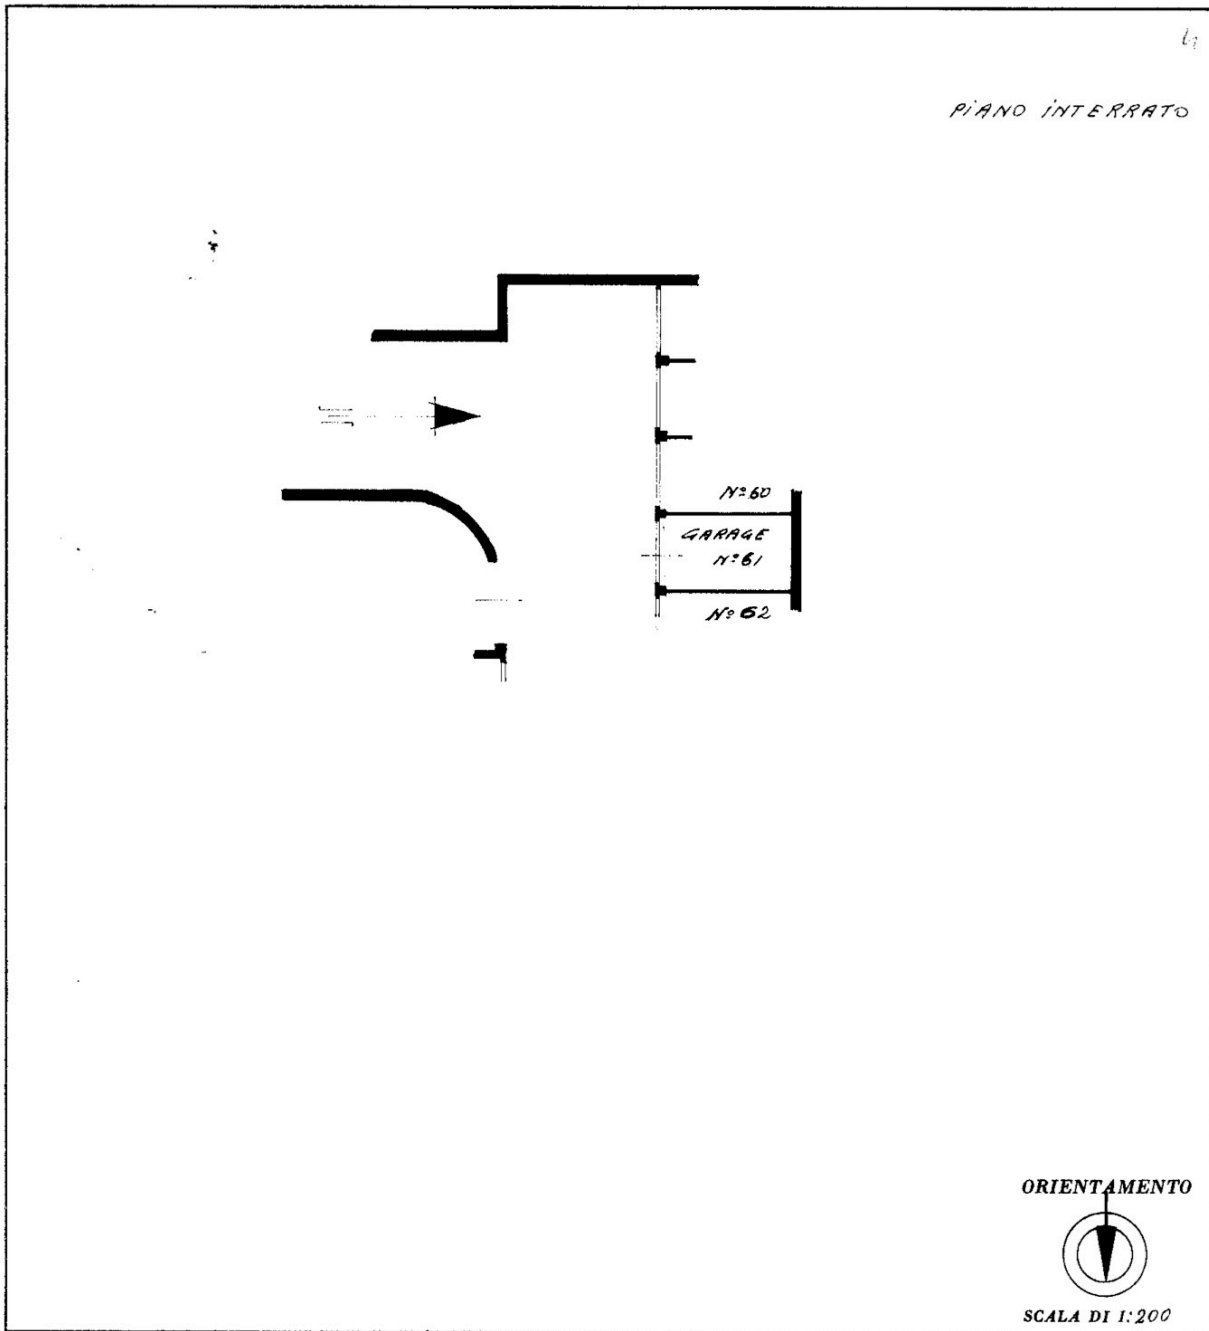 PIANO INTERRATO
N° 60
GARAGE
N° 61
N° 62
ORIENTAMENTO
SCALA DI 1:200